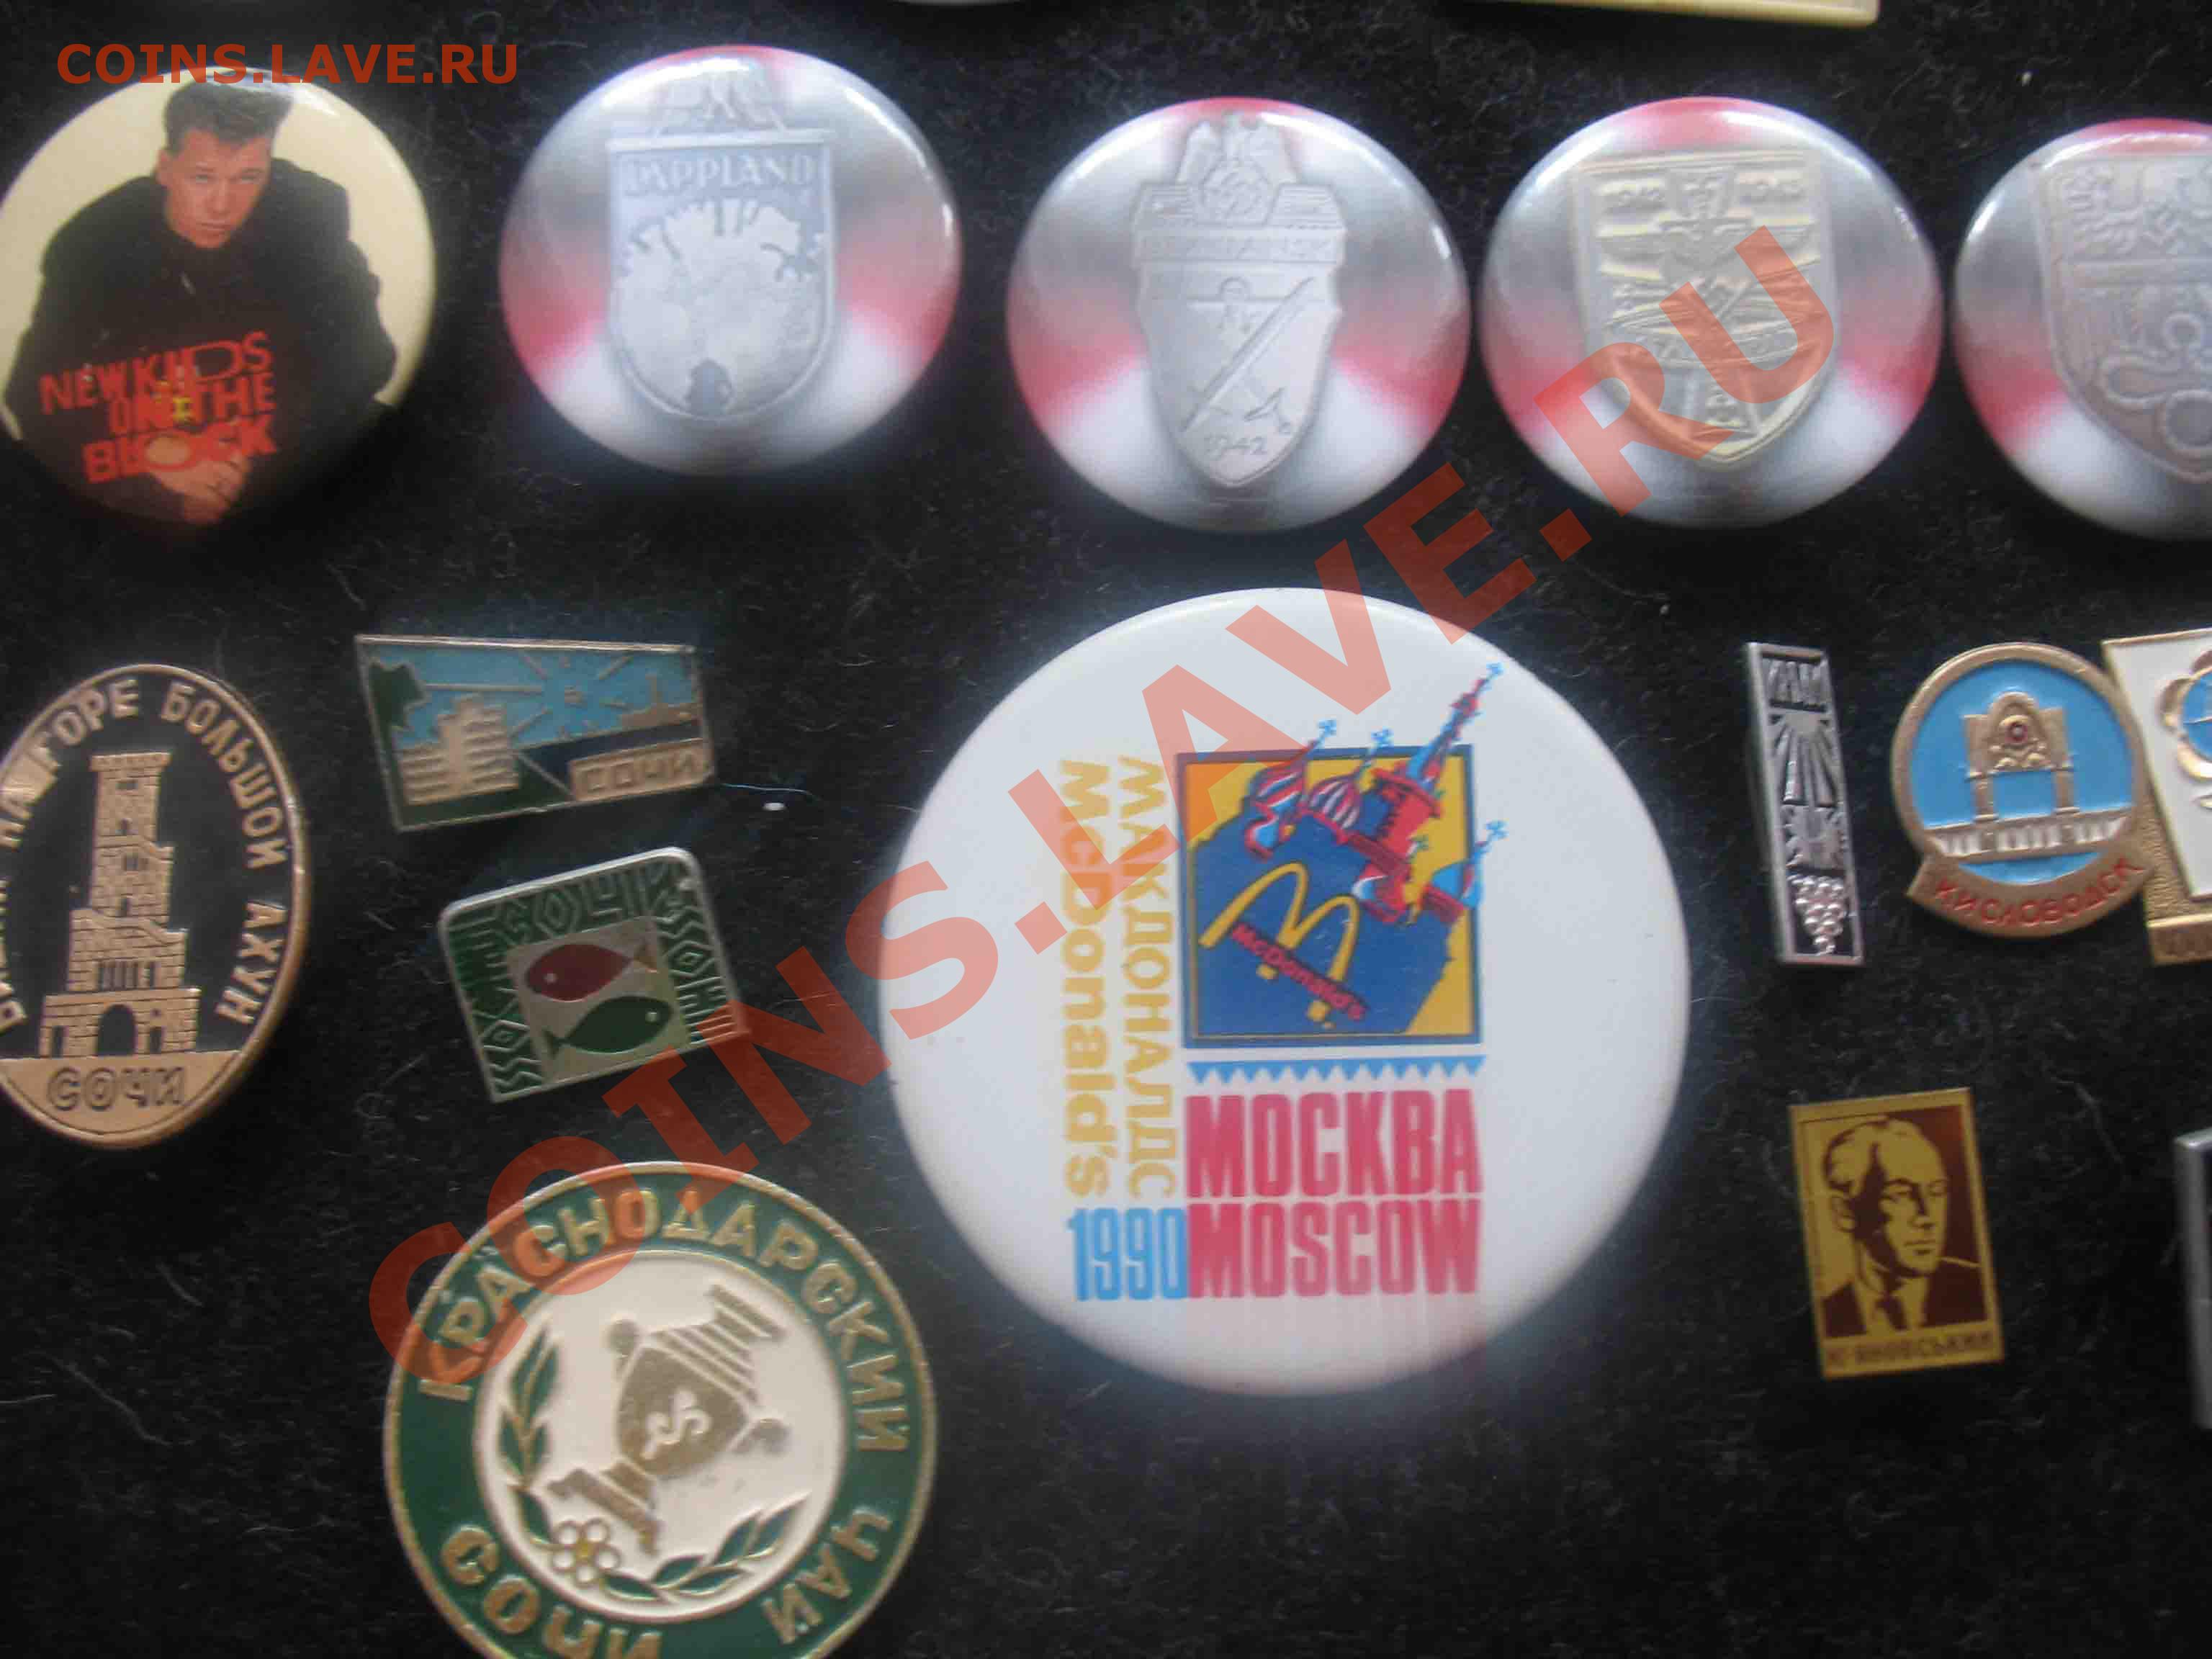 COINS.LAVE.RU
NEW KIDS
ON THE
BLOCK
LAPPLAND
1942
COINS.LAVE.RU
НА ГОРЕ БОЛЬШОЙ АХУН
СОЧИ
СОЧИ
СОЧИ
МАКДОНАЛДС
McDonald's
McDonald's
МОСКВА
1990 MOSCOW
КИСЛОВОДСК
КРАСНОДАРСКИЙ ЧАЙ
СОЧИ